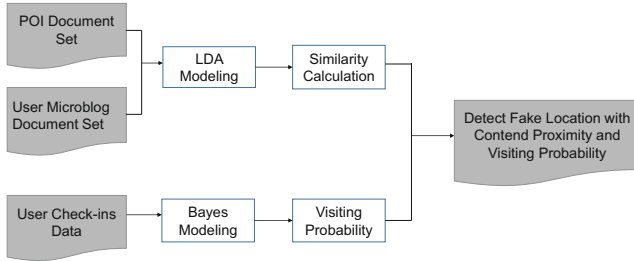 POI Document
Set
LDA
Modeling
Similarity
Calculation
User Microblog
Document Set
Detect Fake Location with
Contend Proximity and
Visiting Probability
User Check-ins
Data
Bayes
Modeling
Visiting
Probability